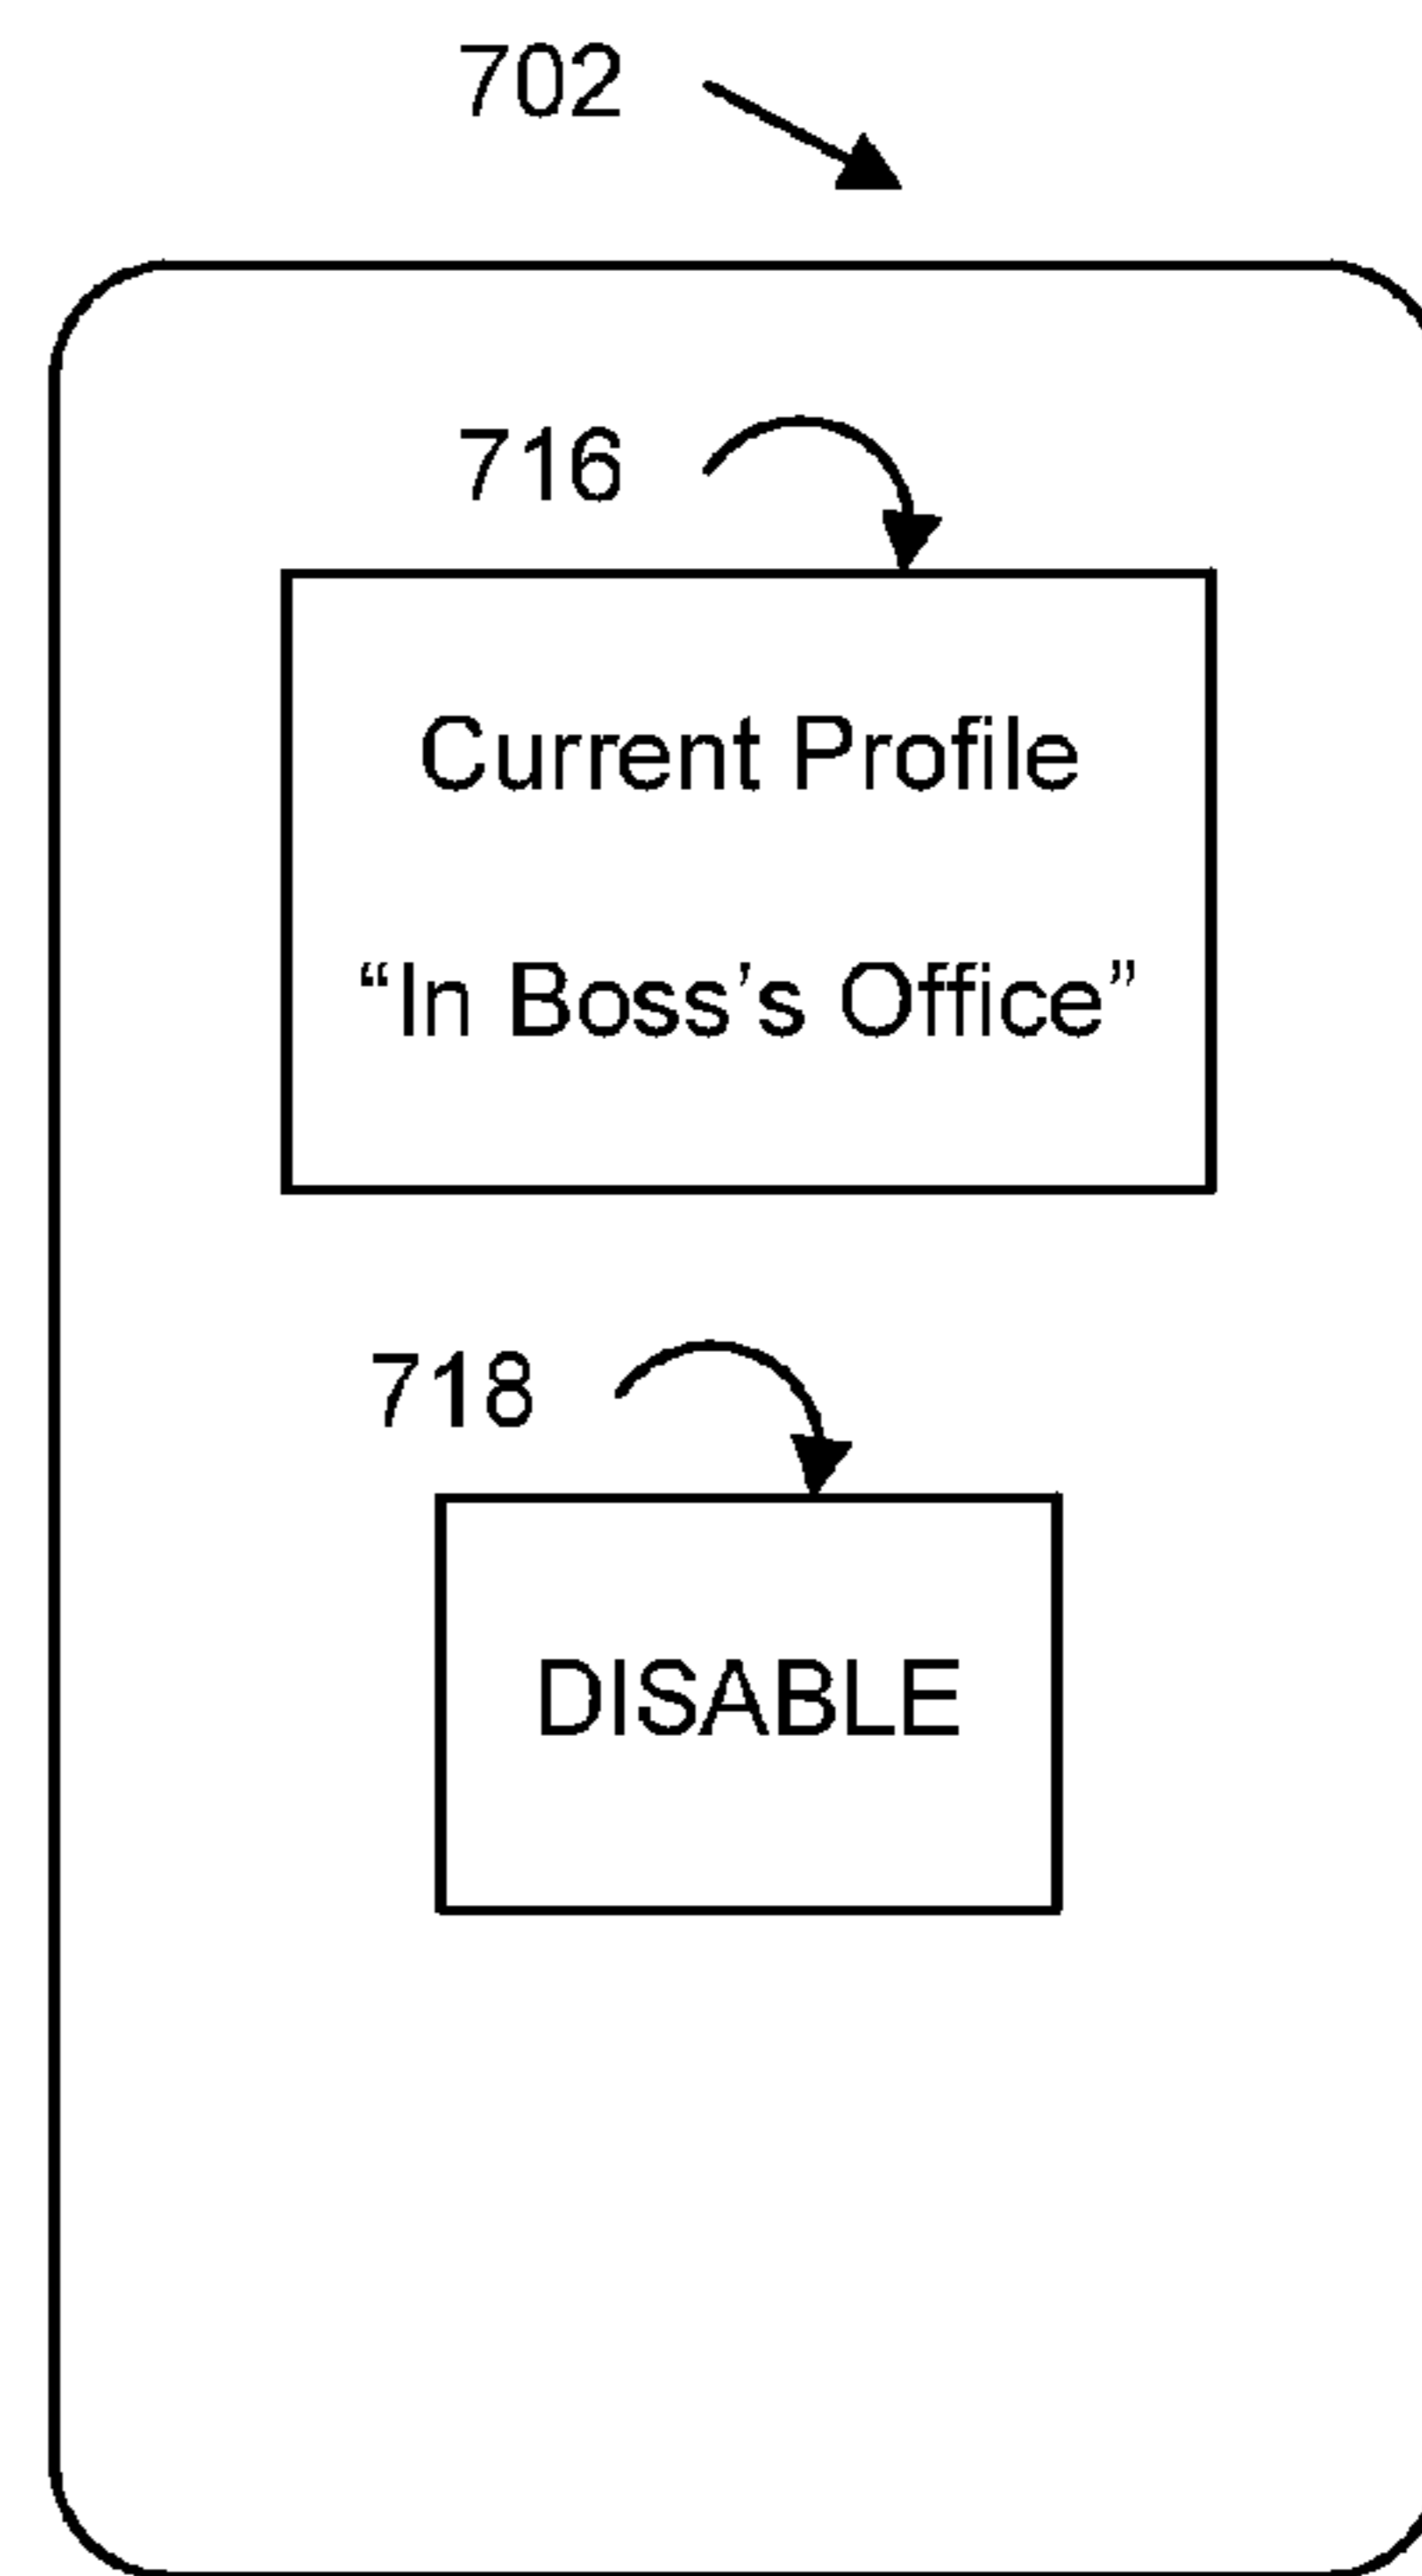 702
716
Current Profile
“In Boss’s Office”
718
DISABLE